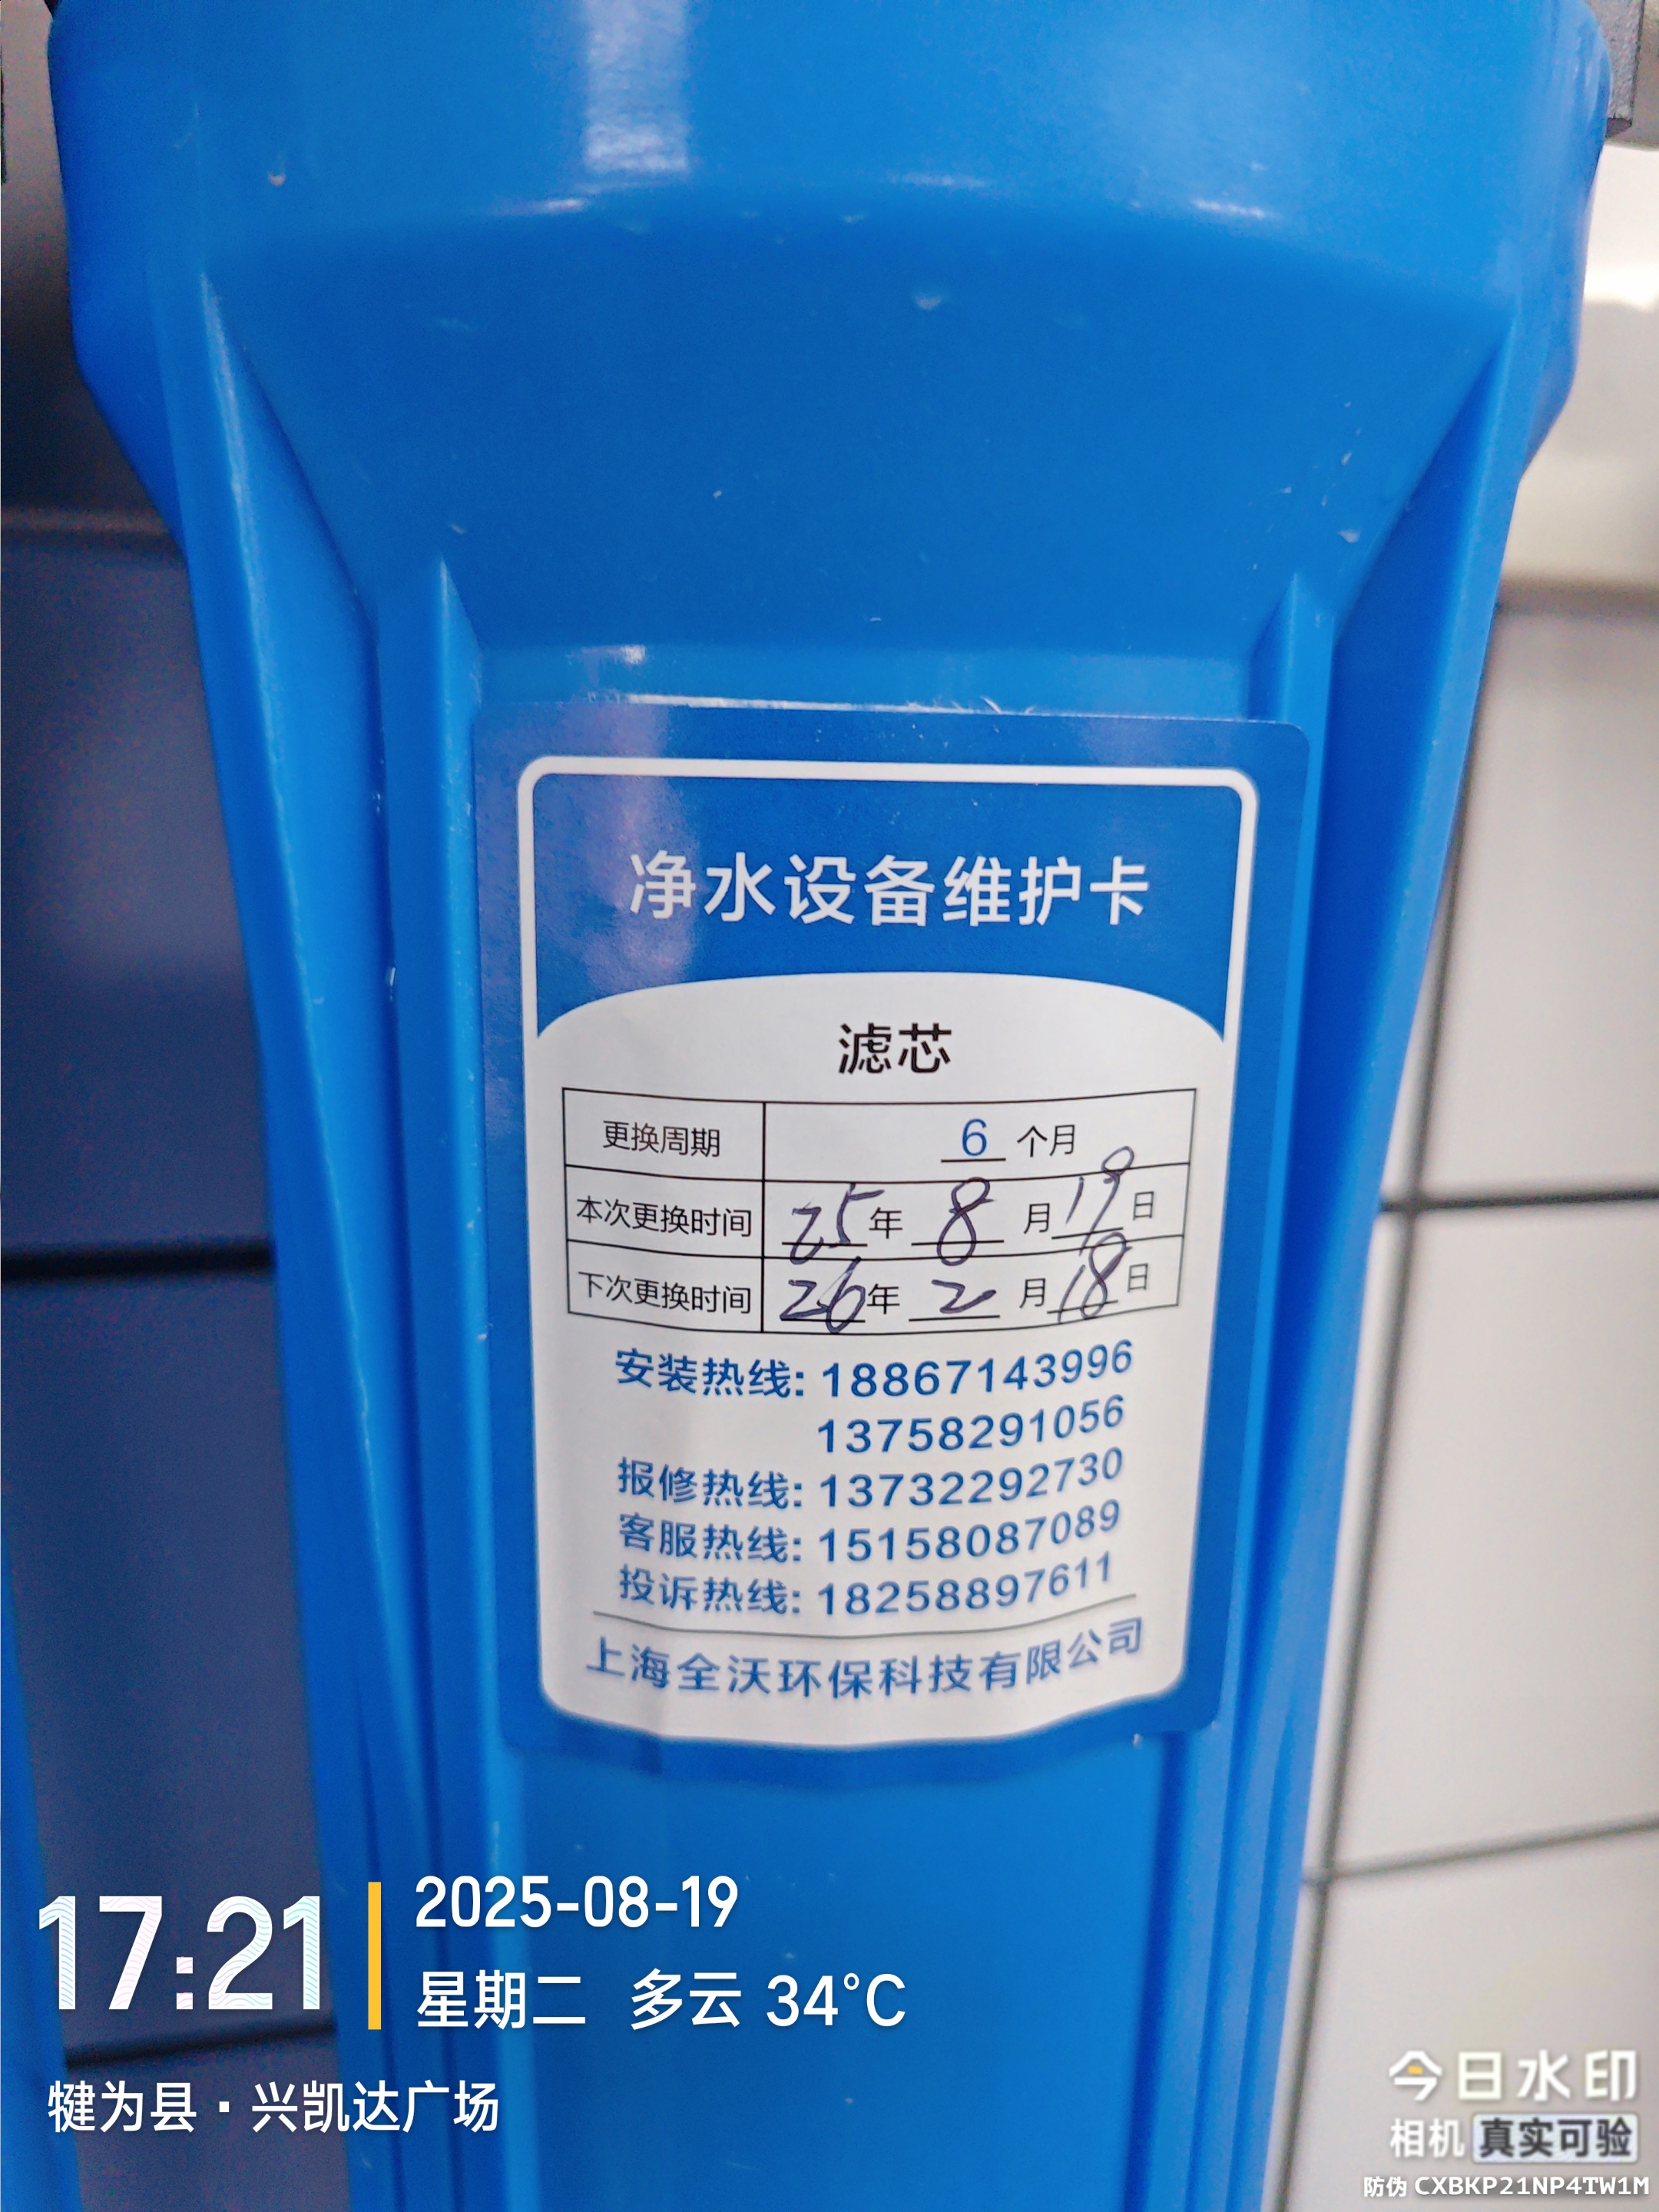 净水设备维护卡
滤芯
更换周期 6 个月
本次更换时间 25年 8 月 19 日
下次更换时间 26年 2 月 18 日
安装热线: 18867143996
13758291056
报修热线: 13732292730
客服热线: 15158087089
投诉热线: 18258897611
上海全沃环保科技有限公司
17:21
2025-08-19
星期二 多云 34°C
犍为县·兴凯达广场
今日水印
相机 真实可验
防伪 CXBKP21NP4TW1M